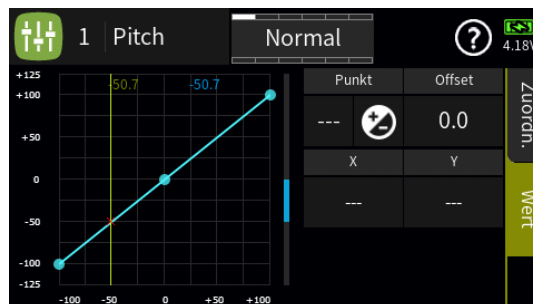 1 Pitch Normal ? 4.18V
+125 -50.7 -50.7 Punkt Offset Zuordn.
+100
--- 0.0
+50
X Y
0
--- --- Wert
-50
-100
-125
-100 -50 0 +50 +100